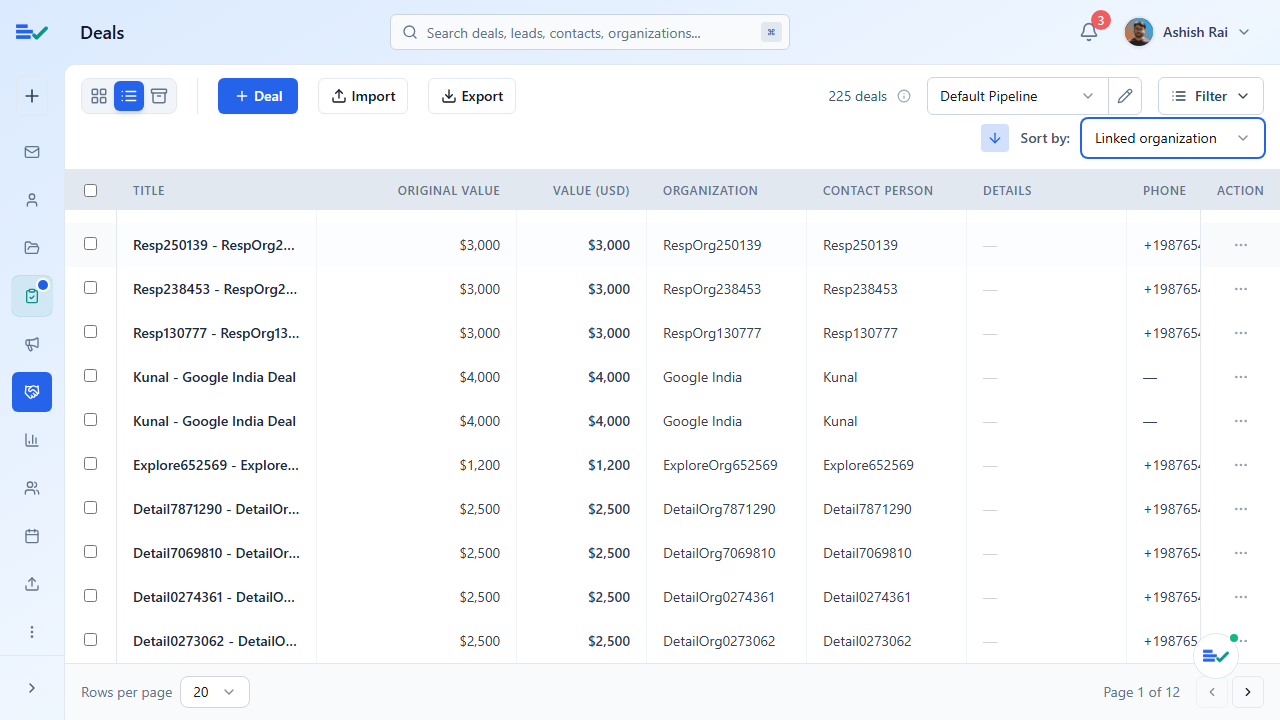 Deals
Search deals, leads, contacts, organizations...
⌘
3
Ashish Rai
Deal
Import
Export
225 deals
Default Pipeline
Filter
Sort by:
Linked organization
TITLE ORIGINAL VALUE VALUE (USD) ORGANIZATION CONTACT PERSON DETAILS PHONE ACTION
Resp250139 - RespOrg2... $3,000 $3,000 RespOrg250139 Resp250139 — +198765 ...
Resp238453 - RespOrg2... $3,000 $3,000 RespOrg238453 Resp238453 — +198765 ...
Resp130777 - RespOrg13... $3,000 $3,000 RespOrg130777 Resp130777 — +198765 ...
Kunal - Google India Deal $4,000 $4,000 Google India Kunal — — ...
Kunal - Google India Deal $4,000 $4,000 Google India Kunal — — ...
Explore652569 - Explore... $1,200 $1,200 ExploreOrg652569 Explore652569 — +198765 ...
Detail7871290 - DetailOr... $2,500 $2,500 DetailOrg7871290 Detail7871290 — +198765 ...
Detail7069810 - DetailOr... $2,500 $2,500 DetailOrg7069810 Detail7069810 — +198765 ...
Detail0274361 - DetailO... $2,500 $2,500 DetailOrg0274361 Detail0274361 — +198765 ...
Detail0273062 - DetailO... $2,500 $2,500 DetailOrg0273062 Detail0273062 — +198765
Rows per page 20
Page 1 of 12